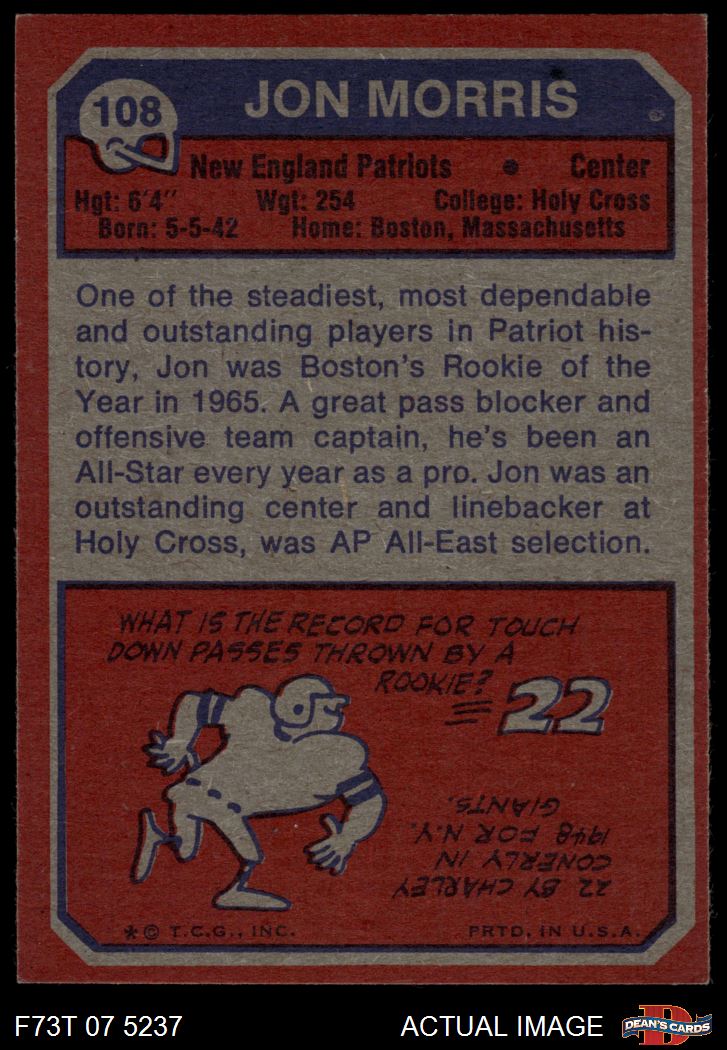 108
JON MORRIS
New England Patriots • Center
Hgt: 6'4" Wgt: 254 College: Holy Cross
Born: 5-5-42 Home: Boston, Massachusetts
One of the steadiest, most dependable
and outstanding players in Patriot his-
tory, Jon was Boston's Rookie of the
Year in 1965. A great pass blocker and
offensive team captain, he's been an
All-Star every year as a pro. Jon was an
outstanding center and linebacker at
Holy Cross, was AP All-East selection.
WHAT IS THE RECORD FOR TOUCH
DOWN PASSES THROWN BY A
ROOKIE?
22
22 BY CHARLEY
CONERLY IN
1948 FOR N.Y.
GIANTS.
*© T.C.G., INC. PRTD. IN U.S.A.
F73T 07 5237 ACTUAL IMAGE
D
DEAN'S CARDS